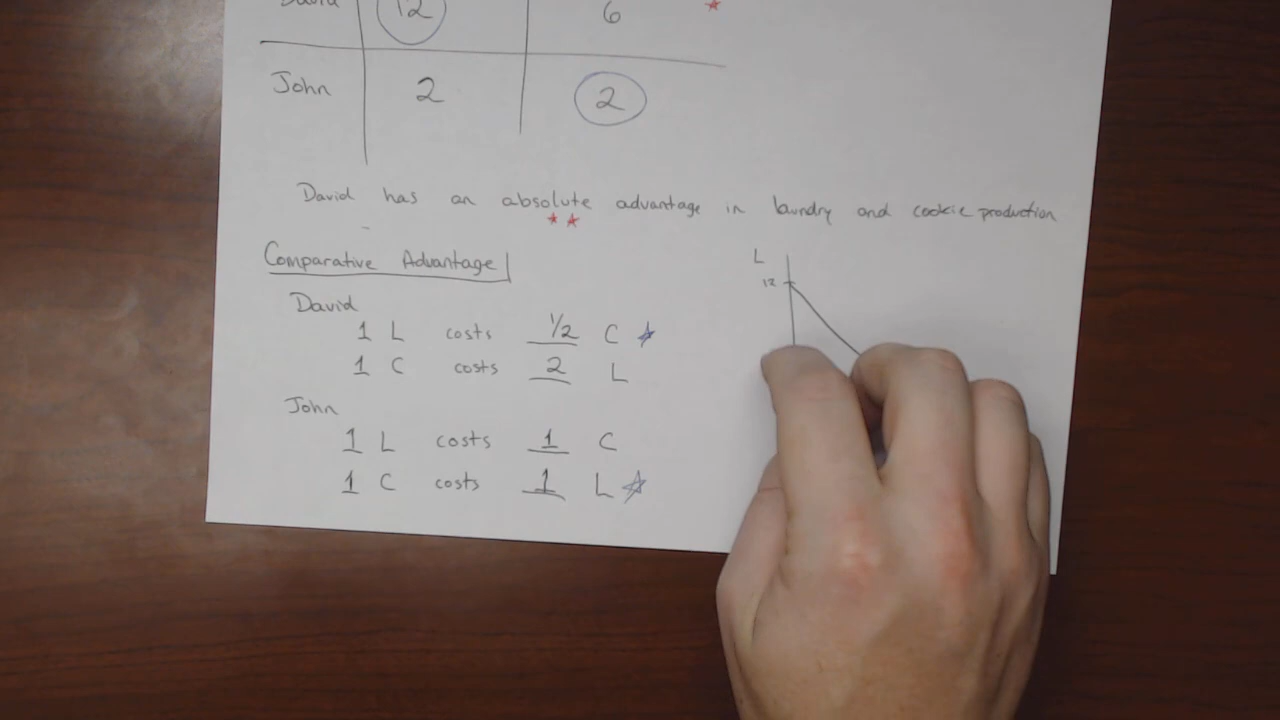 David 12 6
John 2 2
David has an absolute advantage in laundry and cookie production
Comparative Advantage
David
1 L costs 1/2 C
1 C costs 2 L
John
1 L costs 1 C
1 C costs 1 L
L
12